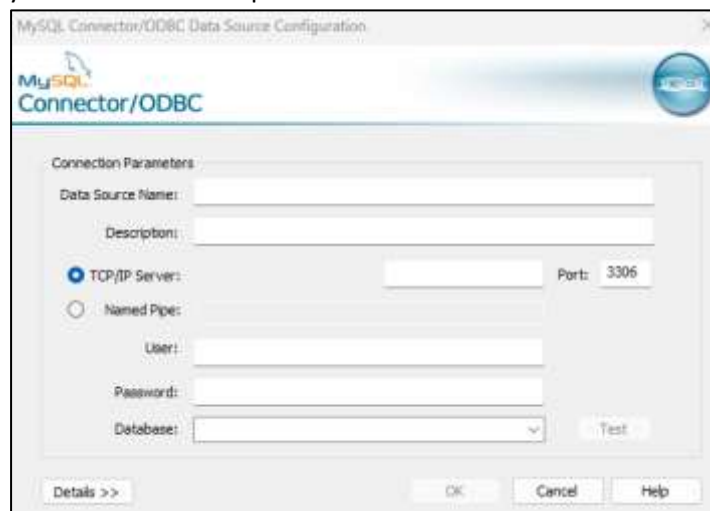 MySQL Connector/ODBC Data Source Configuration
MySQL
Connector/ODBC
Connection Parameters
Data Source Name:
Description:
TCP/IP Server: Port: 3306
Named Pipe:
User:
Password:
Database: Test
Details >> OK Cancel Help